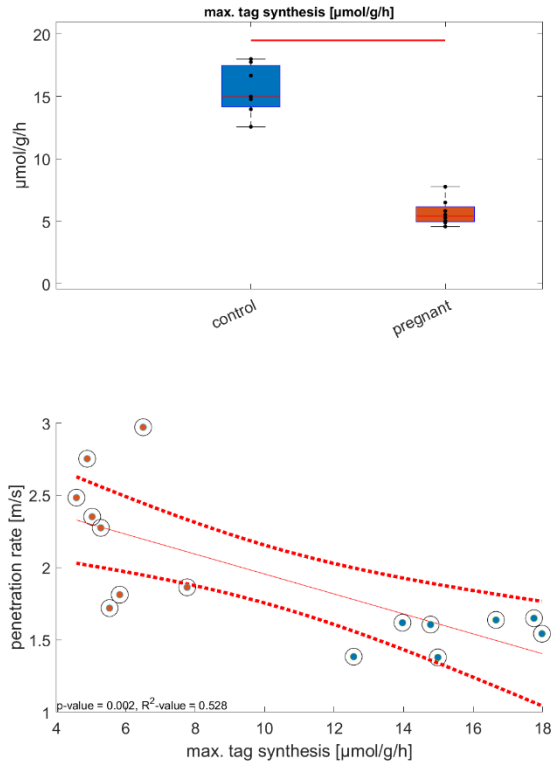 max. tag synthesis [µmol/g/h]
20
15
10
5
0
µmol/g/h
control
pregnant
3
2.5
2
1.5
1
penetration rate [m/s]
p-value = 0.002, R²-value = 0.528
4 6 8 10 12 14 16 18
max. tag synthesis [µmol/g/h]